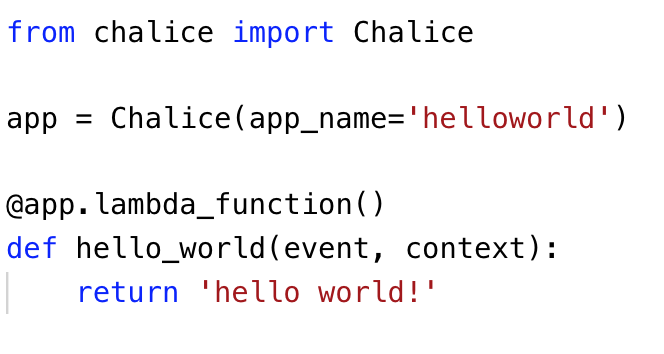 from chalice import Chalice
app = Chalice(app_name='helloworld')
@app.lambda_function()
def hello_world(event, context):
    return 'hello world!'